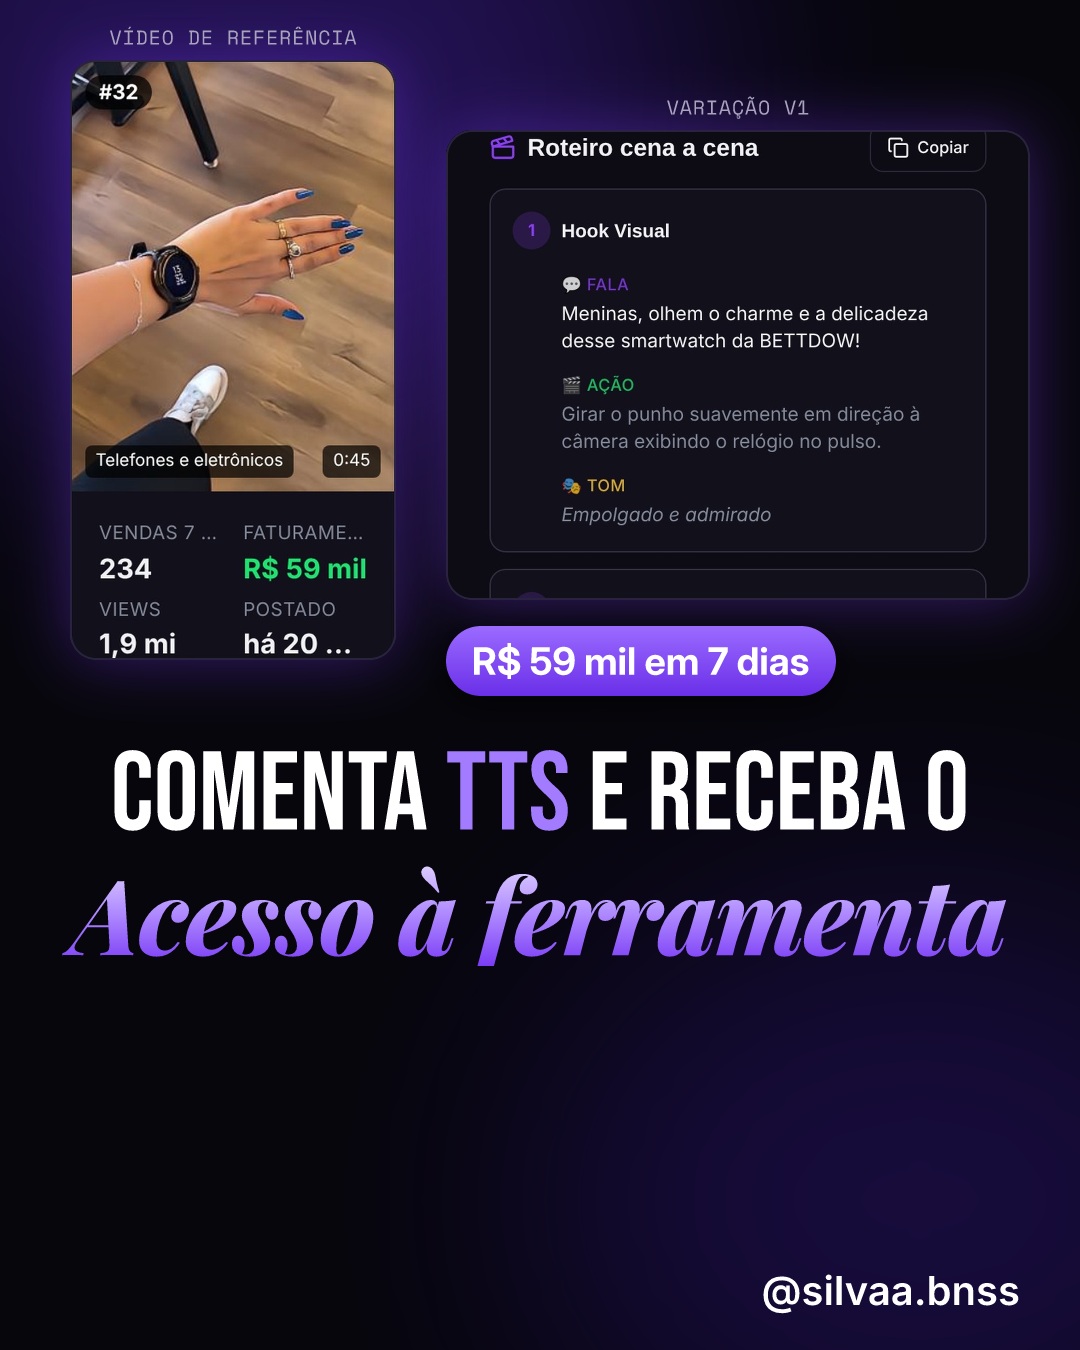 VÍDEO DE REFERÊNCIA
#32
Telefones e eletrônicos
0:45
VENDAS 7 ...
FATURAME...
234
R$ 59 mil
VIEWS
POSTADO
1,9 mi
há 20 ...
VARIAÇÃO V1
Roteiro cena a cena
Copiar
1
Hook Visual
FALA
Meninas, olhem o charme e a delicadeza
desse smartwatch da BETTDOW!
AÇÃO
Girar o punho suavemente em direção à
câmera exibindo o relógio no pulso.
TOM
Empolgado e admirado
R$ 59 mil em 7 dias
COMENTA TTS E RECEBA O
Acesso à ferramenta
@silvaa.bnss